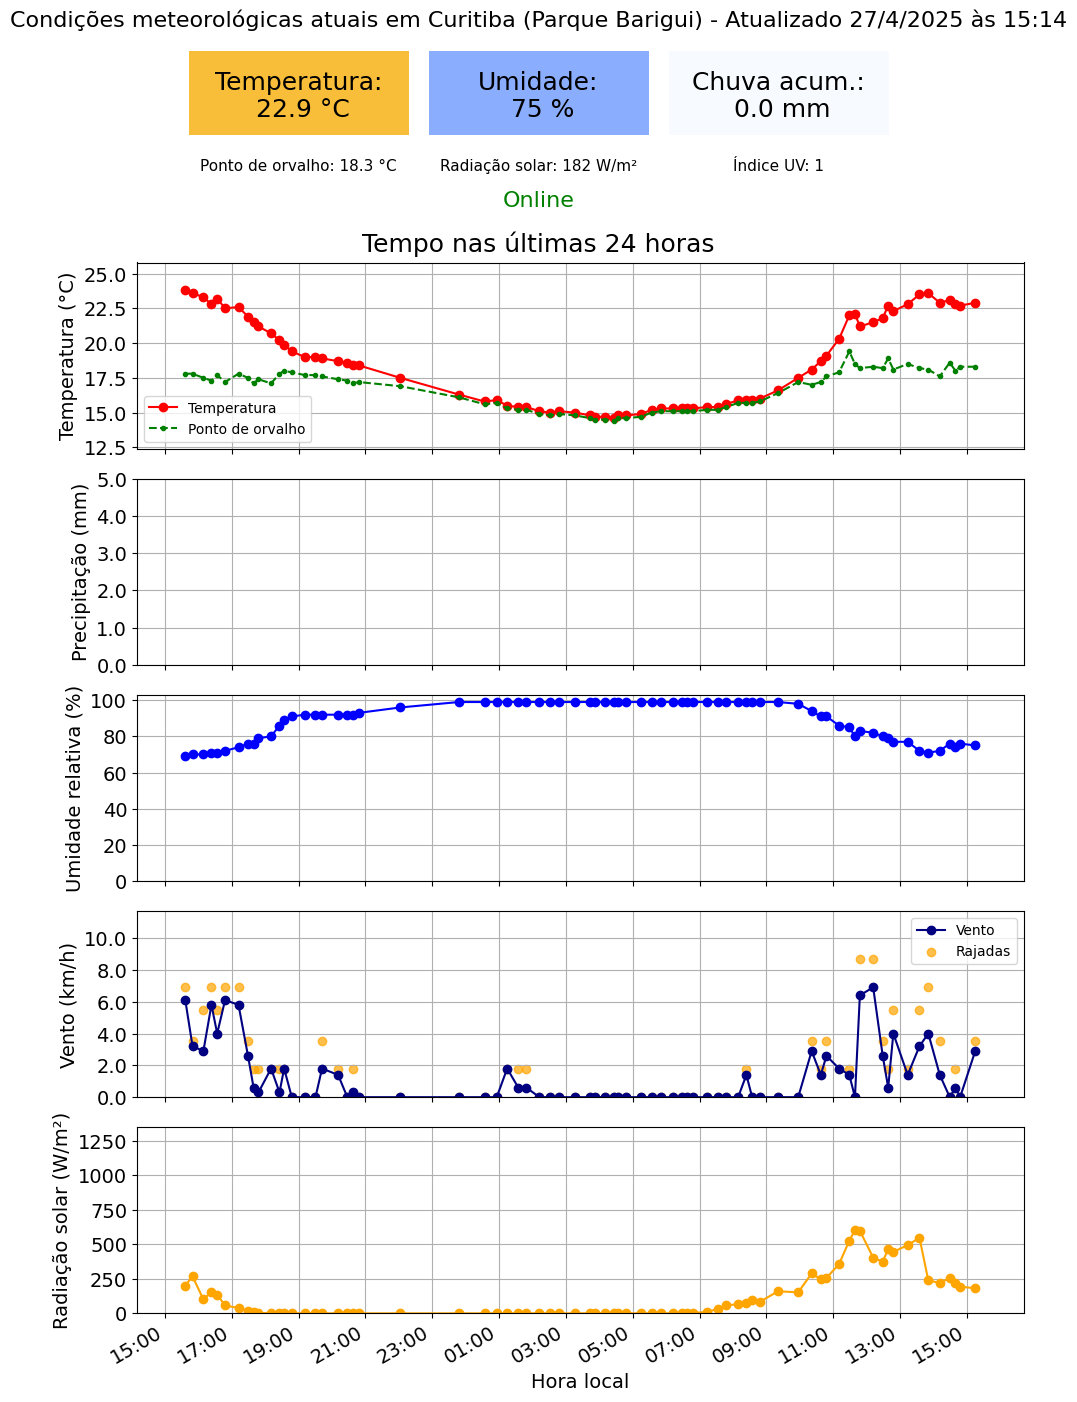 Condições meteorológicas atuais em Curitiba (Parque Barigui) - Atualizado 27/4/2025 às 15:14
Temperatura:
22.9 °C
Umidade:
75 %
Chuva acum.:
0.0 mm
Ponto de orvalho: 18.3 °C
Radiação solar: 182 W/m²
Índice UV: 1
Online
Tempo nas últimas 24 horas
Temperatura (°C)
25.0
22.5
20.0
17.5
15.0
12.5
Temperatura
Ponto de orvalho
Precipitação (mm)
5.0
4.0
3.0
2.0
1.0
0.0
Umidade relativa (%)
100
80
60
40
20
0
Vento (km/h)
10.0
8.0
6.0
4.0
2.0
0.0
Vento
Rajadas
Radiação solar (W/m²)
1250
1000
750
500
250
0
15:00
17:00
19:00
21:00
23:00
01:00
03:00
05:00
07:00
09:00
11:00
13:00
15:00
Hora local